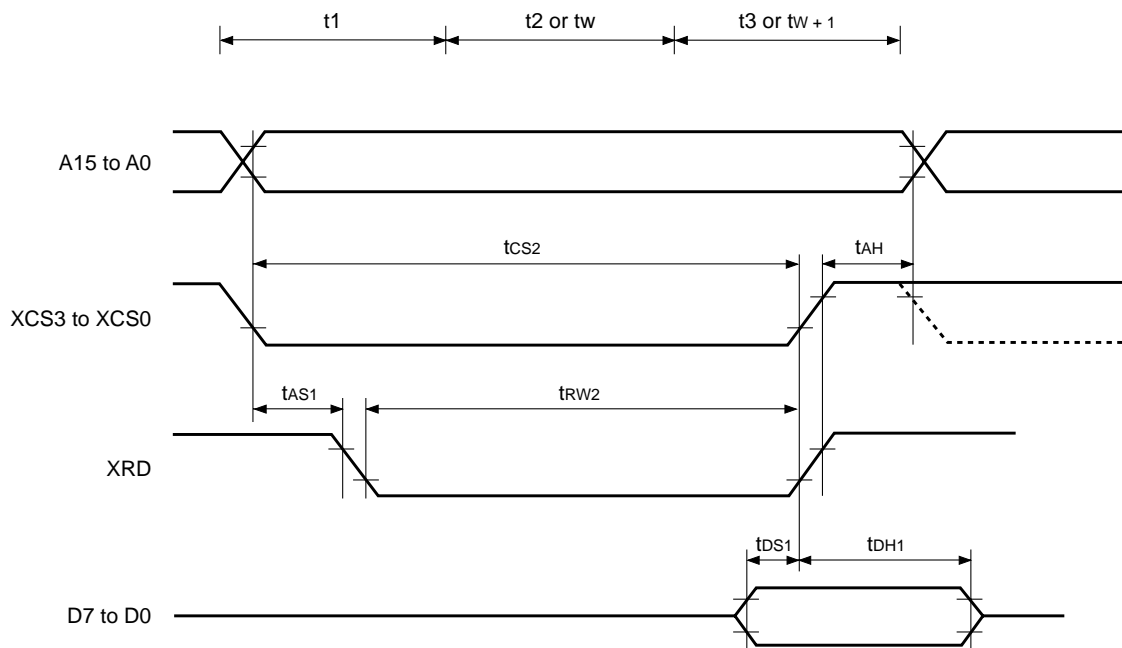 t1 t2 or tw t3 or tw + 1
A15 to A0
tCS2 tAH
XCS3 to XCS0
tAS1 tRW2
XRD
tDS1 tDH1
D7 to D0